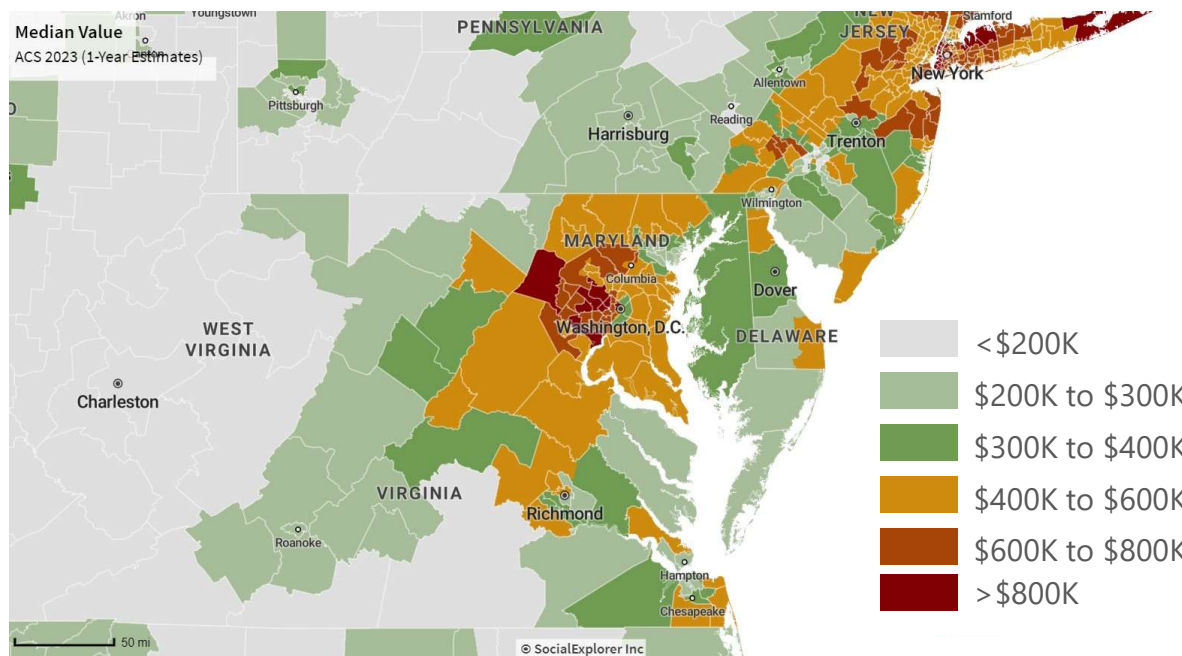 Median Value
ACS 2023 (1-Year Estimates)
Akron
Youngstown
PENNSYLVANIA
NEW
JERSEY
Stamford
New York
Allentown
Pittsburgh
Reading
Harrisburg
Trenton
Wilmington
MARYLAND
Columbia
Dover
Washington, D.C.
DELAWARE
WEST
VIRGINIA
Charleston
VIRGINIA
Richmond
Roanoke
Hampton
Chesapeake
<$200K
$200K to $300K
$300K to $400K
$400K to $600K
$600K to $800K
>$800K
50 mi
© SocialExplorer Inc